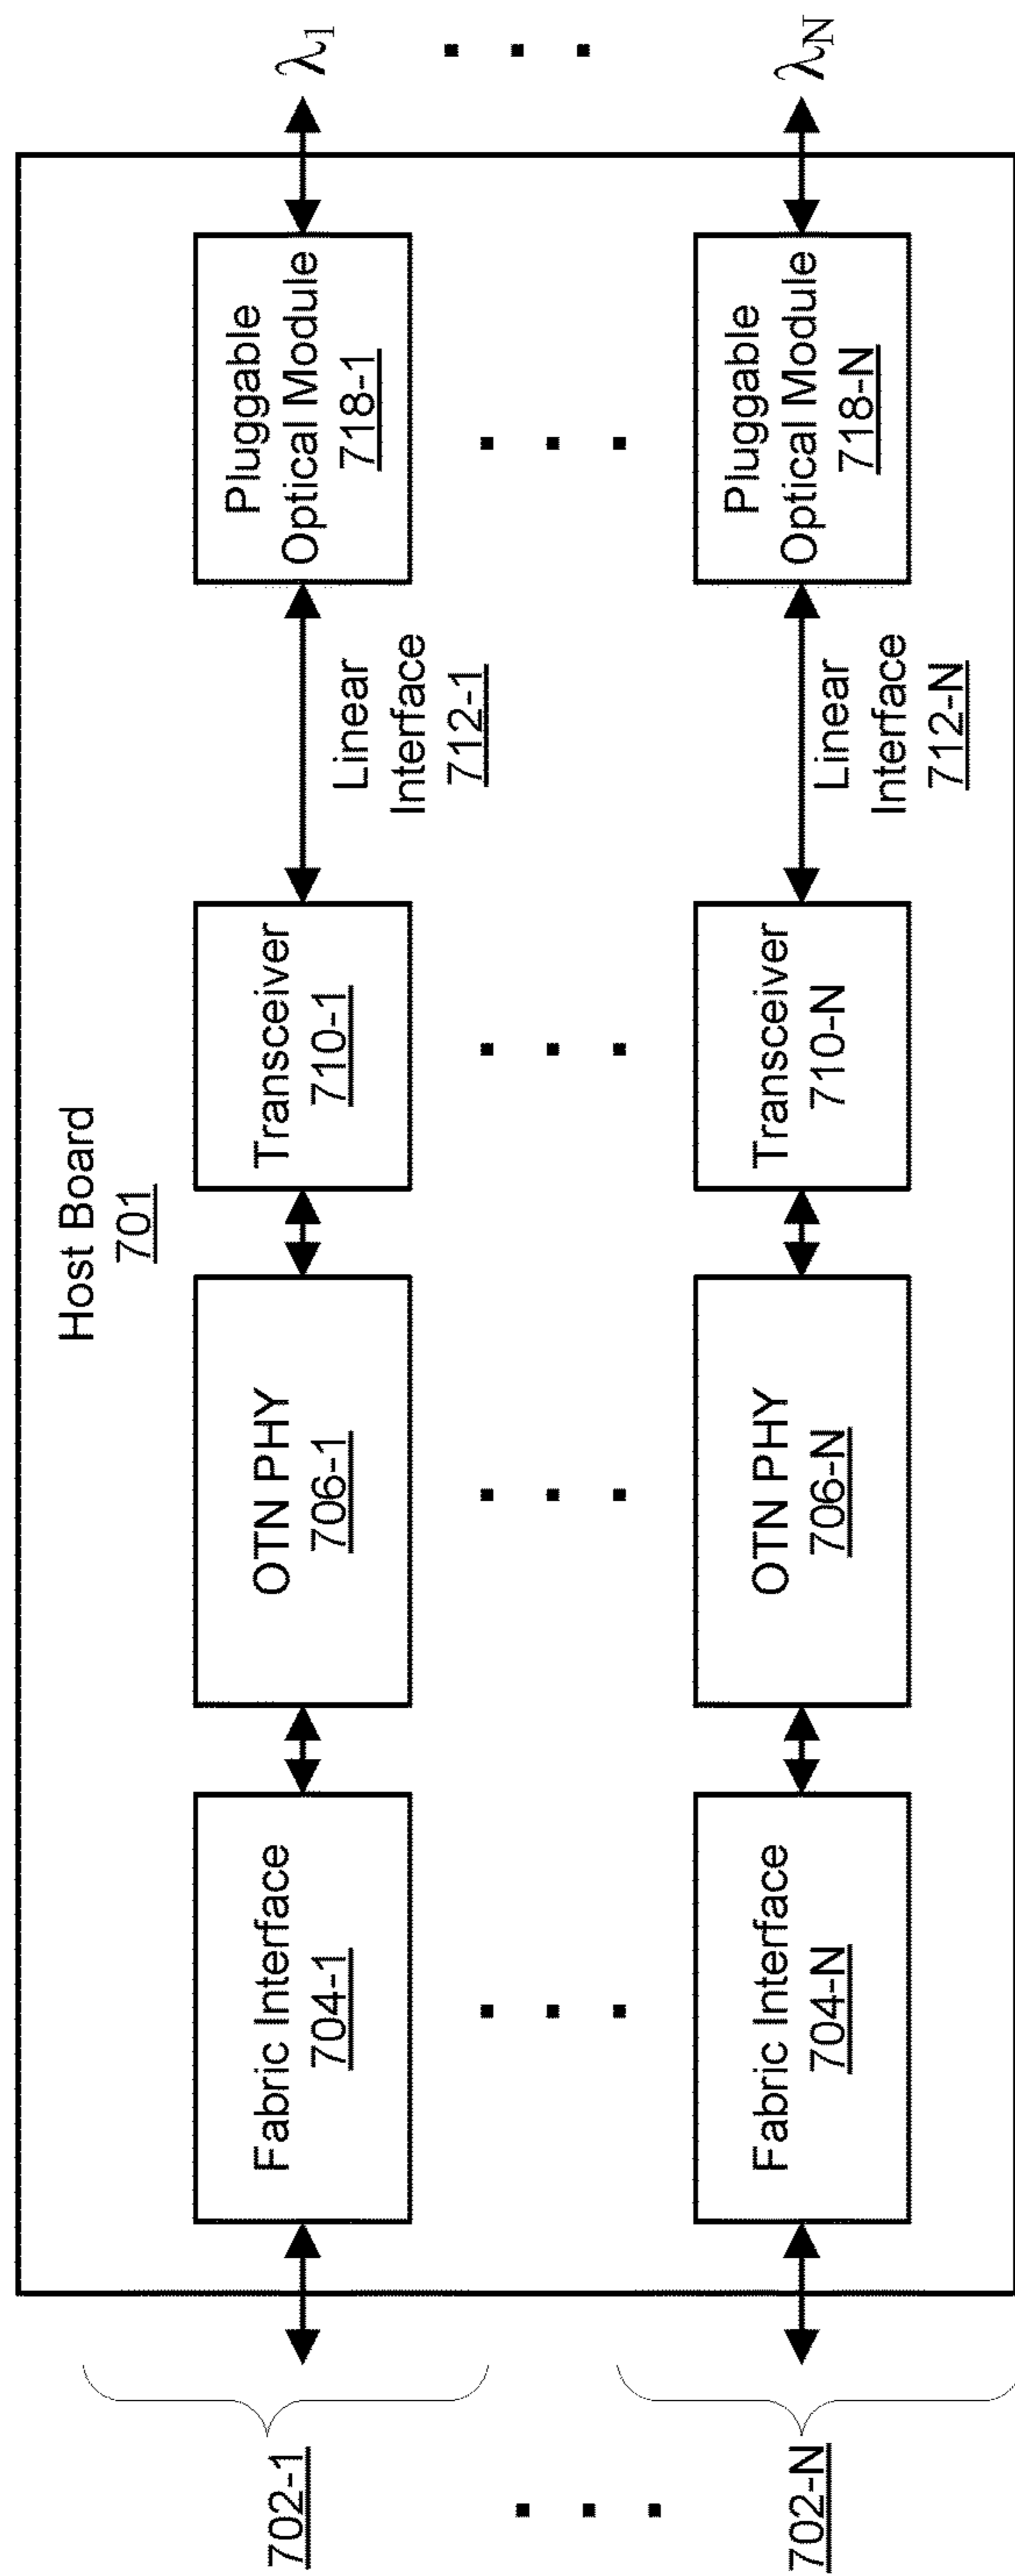 Host Board
701
702-1
Fabric Interface
704-1
OTN PHY
706-1
Transceiver
710-1
Linear
Interface
712-1
Pluggable
Optical Module
718-1
λ1
702-N
Fabric Interface
704-N
OTN PHY
706-N
Transceiver
710-N
Linear
Interface
712-N
Pluggable
Optical Module
718-N
λN